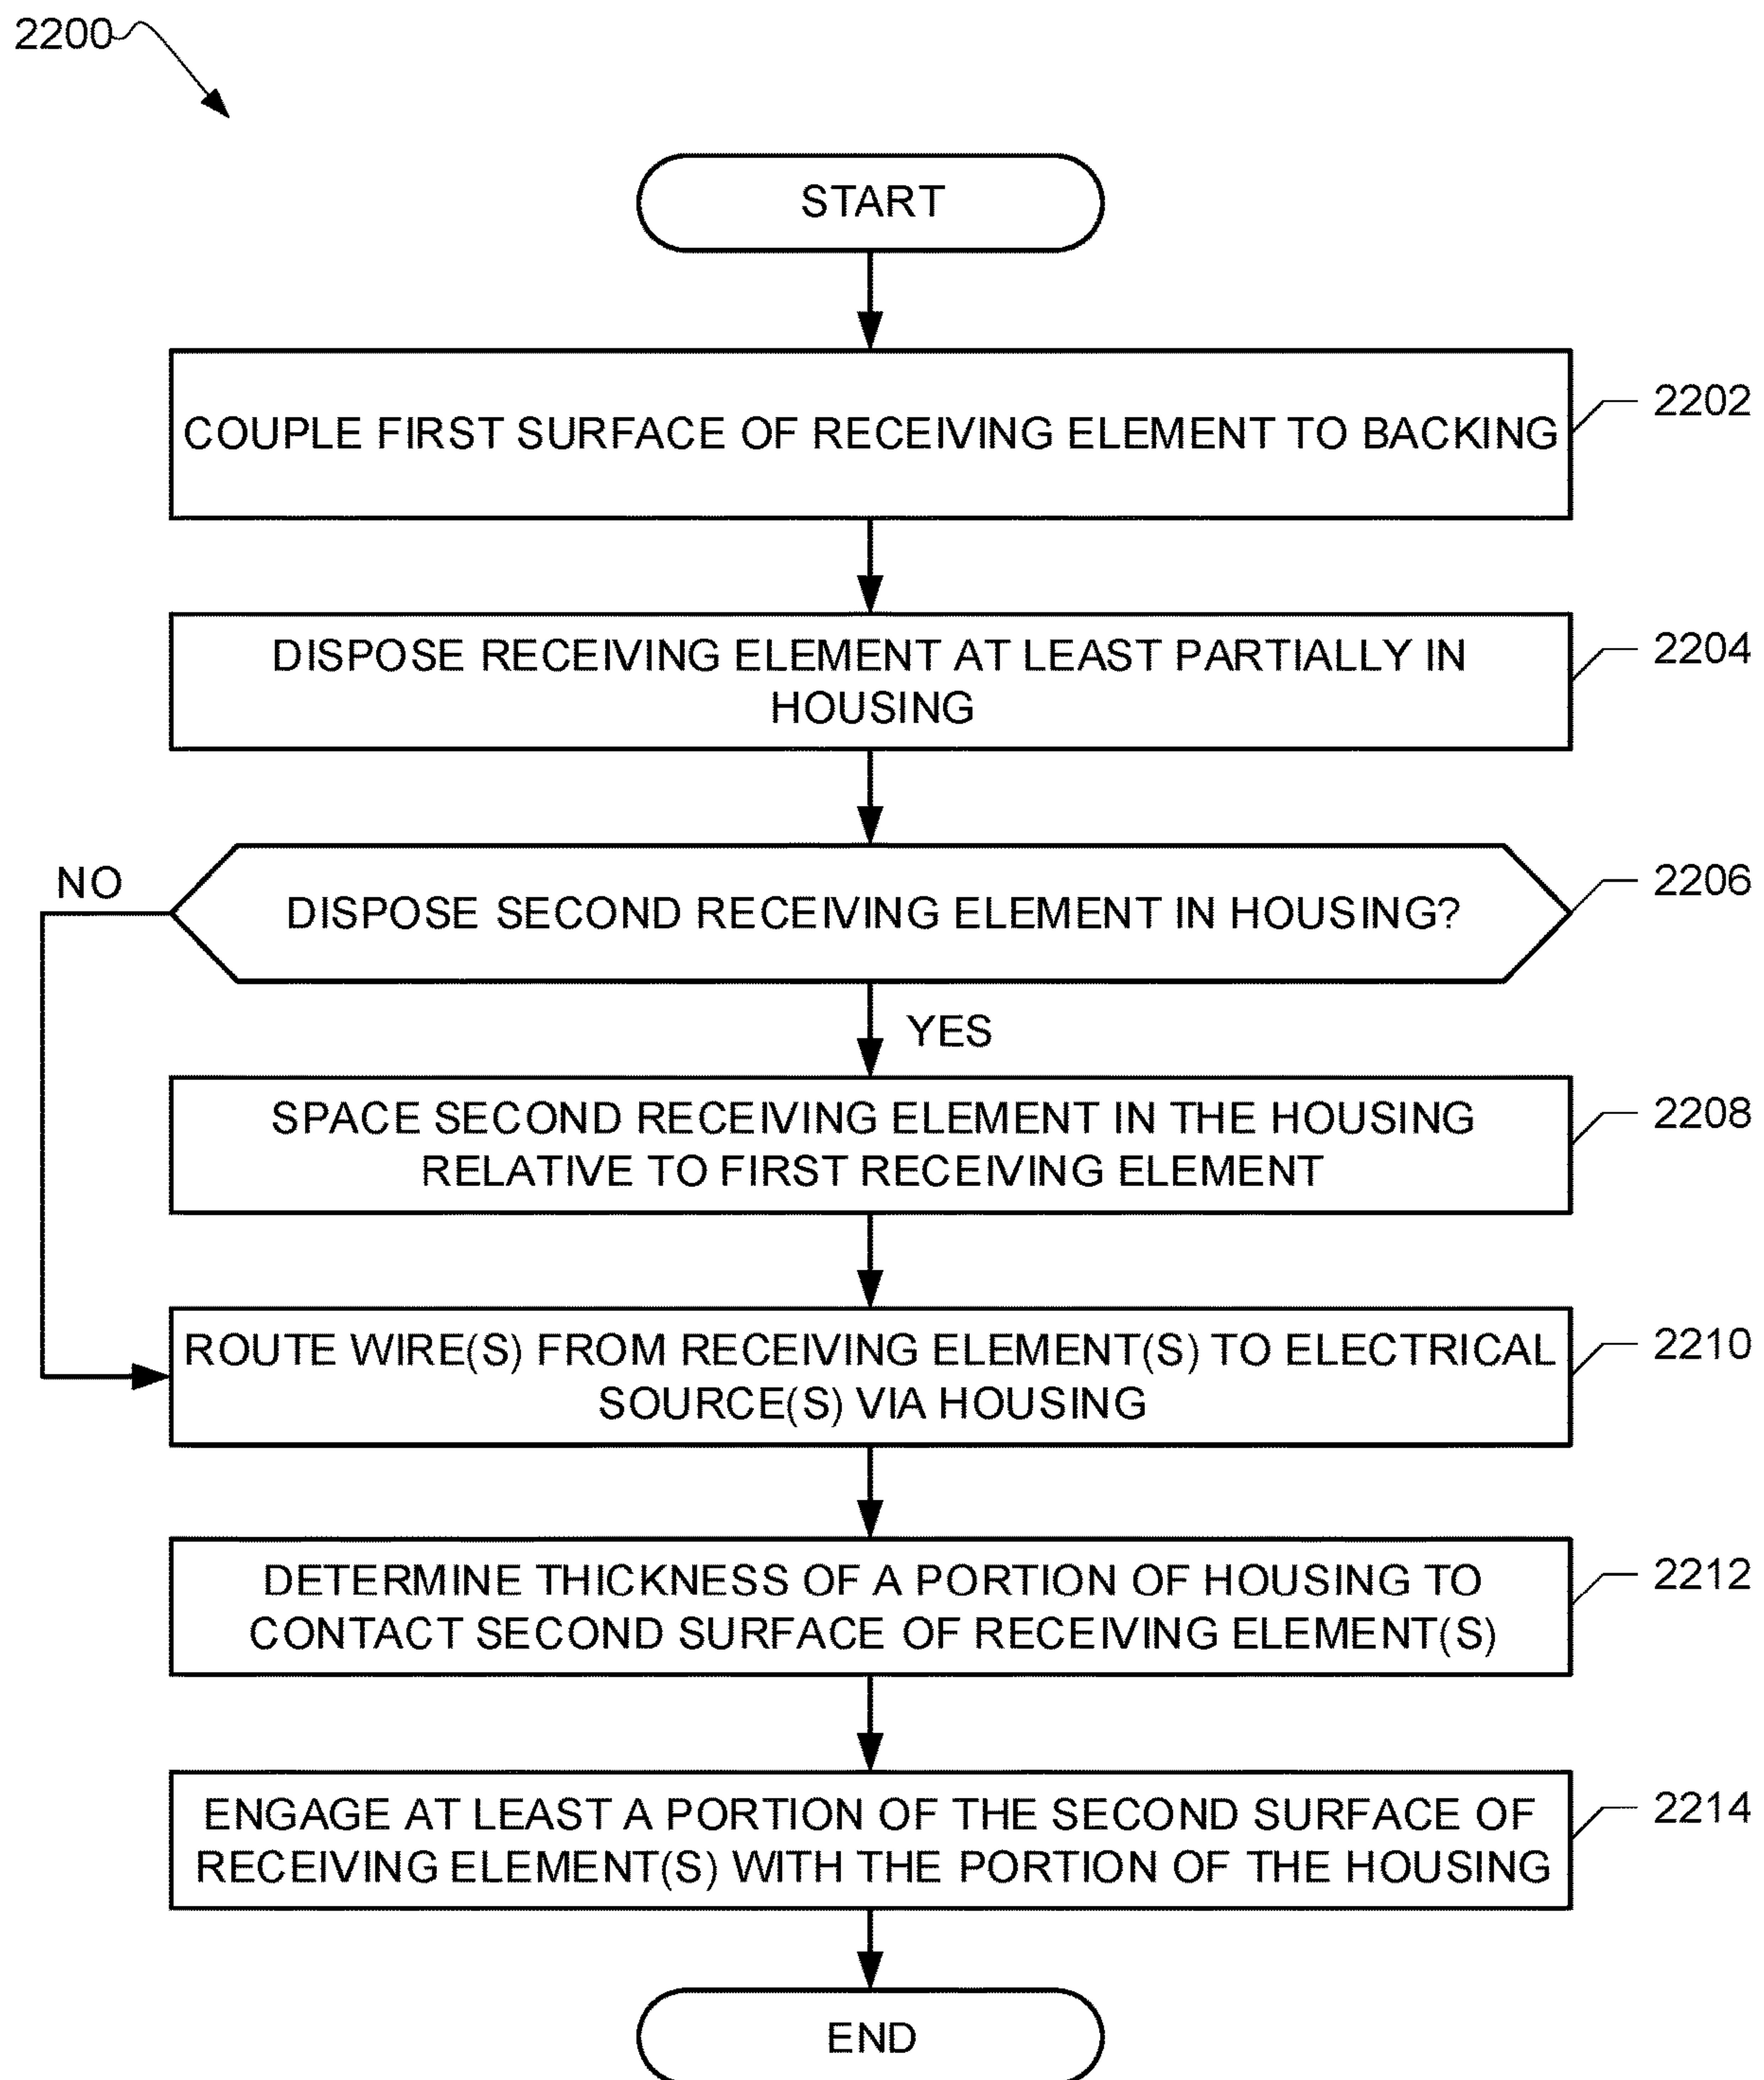 2200
START
COUPLE FIRST SURFACE OF RECEIVING ELEMENT TO BACKING
2202
DISPOSE RECEIVING ELEMENT AT LEAST PARTIALLY IN
HOUSING
2204
DISPOSE SECOND RECEIVING ELEMENT IN HOUSING?
2206
NO
YES
SPACE SECOND RECEIVING ELEMENT IN THE HOUSING
RELATIVE TO FIRST RECEIVING ELEMENT
2208
ROUTE WIRE(S) FROM RECEIVING ELEMENT(S) TO ELECTRICAL
SOURCE(S) VIA HOUSING
2210
DETERMINE THICKNESS OF A PORTION OF HOUSING TO
CONTACT SECOND SURFACE OF RECEIVING ELEMENT(S)
2212
ENGAGE AT LEAST A PORTION OF THE SECOND SURFACE OF
RECEIVING ELEMENT(S) WITH THE PORTION OF THE HOUSING
2214
END